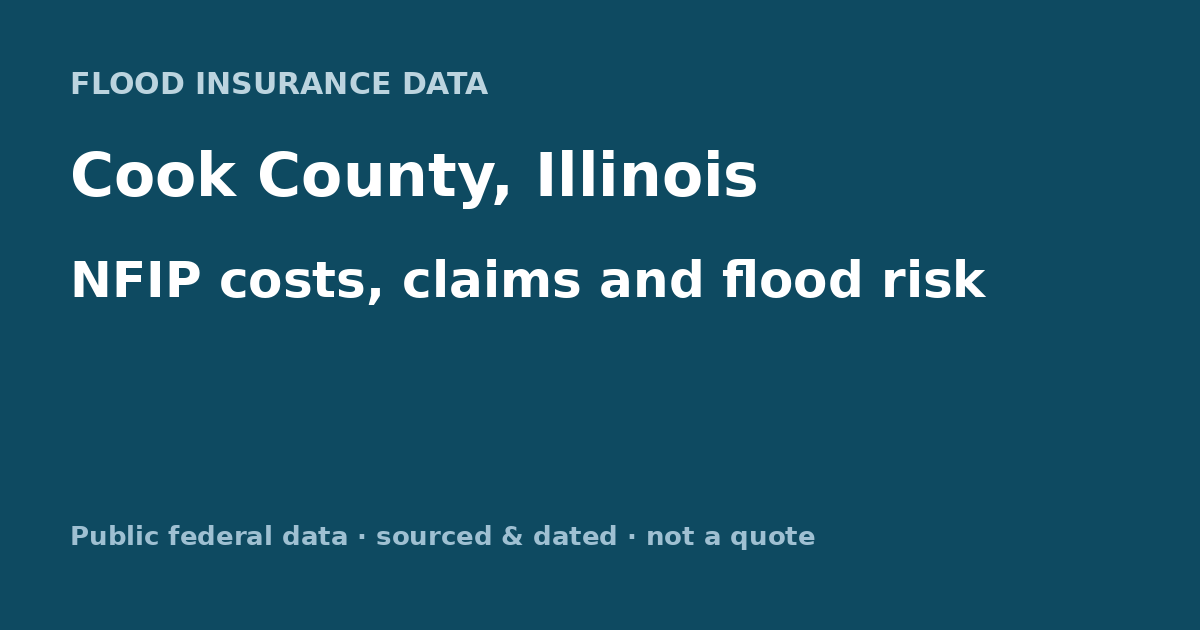 FLOOD INSURANCE DATA
Cook County, Illinois
NFIP costs, claims and flood risk
Public federal data · sourced & dated · not a quote